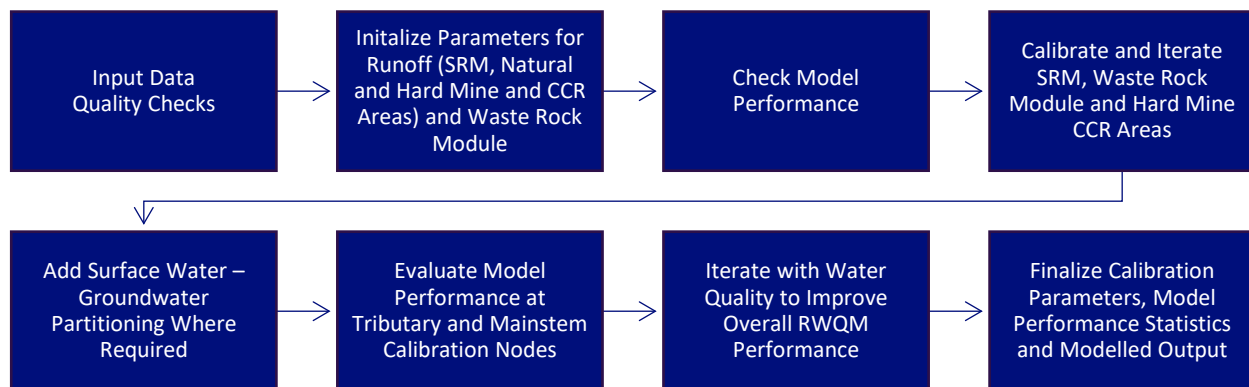 Input Data
Quality Checks
Initalize Parameters for
Runoff (SRM, Natural
and Hard Mine and CCR
Areas) and Waste Rock
Module
Check Model
Performance
Calibrate and Iterate
SRM, Waste Rock
Module and Hard Mine
CCR Areas
Add Surface Water –
Groundwater
Partitioning Where
Required
Evaluate Model
Performance at
Tributary and Mainstem
Calibration Nodes
Iterate with Water
Quality to Improve
Overall RWQM
Performance
Finalize Calibration
Parameters, Model
Performance Statistics
and Modelled Output